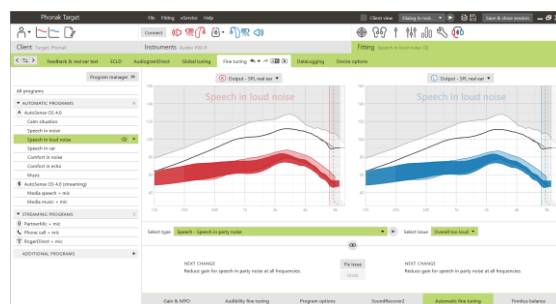 Phonak Target
File Fitting eService Help
Client view
Save & close session
Connect
Client Target, Phonak
Instruments Audéo P90-R
Fitting Speech in loud noise
Feedback & real ear test
ECLD
AudiogramDirect
Global tuning
Fine tuning
DataLogging
Device options
Program manager
Output - SPL real ear
Output - SPL real ear
All programs
AUTOMATIC PROGRAMS
AutoSense OS 4.0
Calm situation
Speech in noise
Speech in loud noise
Speech in car
Comfort in noise
Comfort in echo
Music
AutoSense OS 4.0 (streaming)
Media speech + mic
Media music + mic
STREAMING PROGRAMS
PartnerMic + mic
Phone call + mic
RogerDirect + mic
ADDITIONAL PROGRAMS
Speech in loud noise
Speech in loud noise
Select type Speech - Speech in party noise
Select issue Overall too loud
NEXT CHANGE
Reduce gain for speech in party noise at all frequencies.
Fix issue
Undo
NEXT CHANGE
Reduce gain for speech in party noise at all frequencies.
Gain & MPO
Audibility fine tuning
Program options
SoundRecover2
Automatic fine tuning
Tinnitus balance